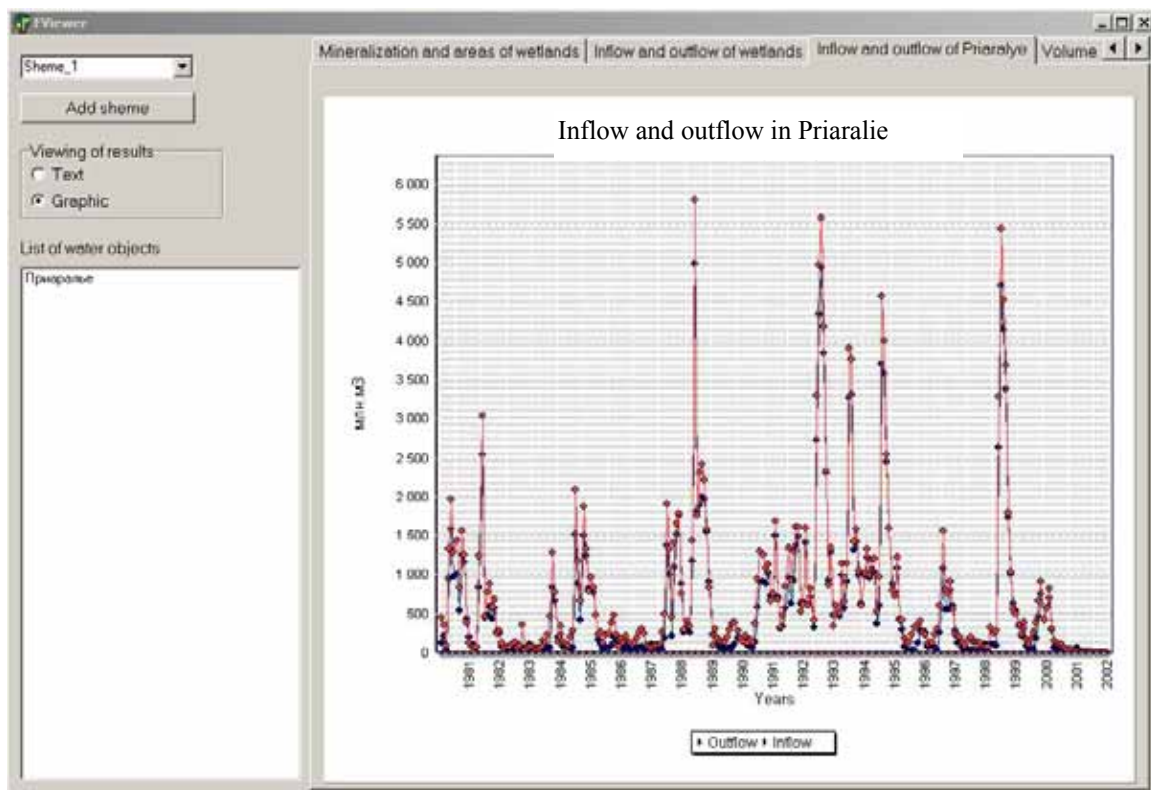 FViewer
Sheme_1
Add sheme
Viewing of results
Text
Graphic
List of water objects
Приаралье
Mineralization and areas of wetlands
Inflow and outflow of wetlands
Inflow and outflow of Priaralye
Volume
Inflow and outflow in Priaralie
6 000
5 500
5 000
4 500
4 000
3 500
3 000
2 500
2 000
1 500
1 000
500
0
млн м3
1981
1982
1983
1984
1985
1986
1987
1988
1989
1990
1991
1992
1993
1994
1995
1996
1997
1998
1999
2000
2001
2002
Years
Outflow Inflow